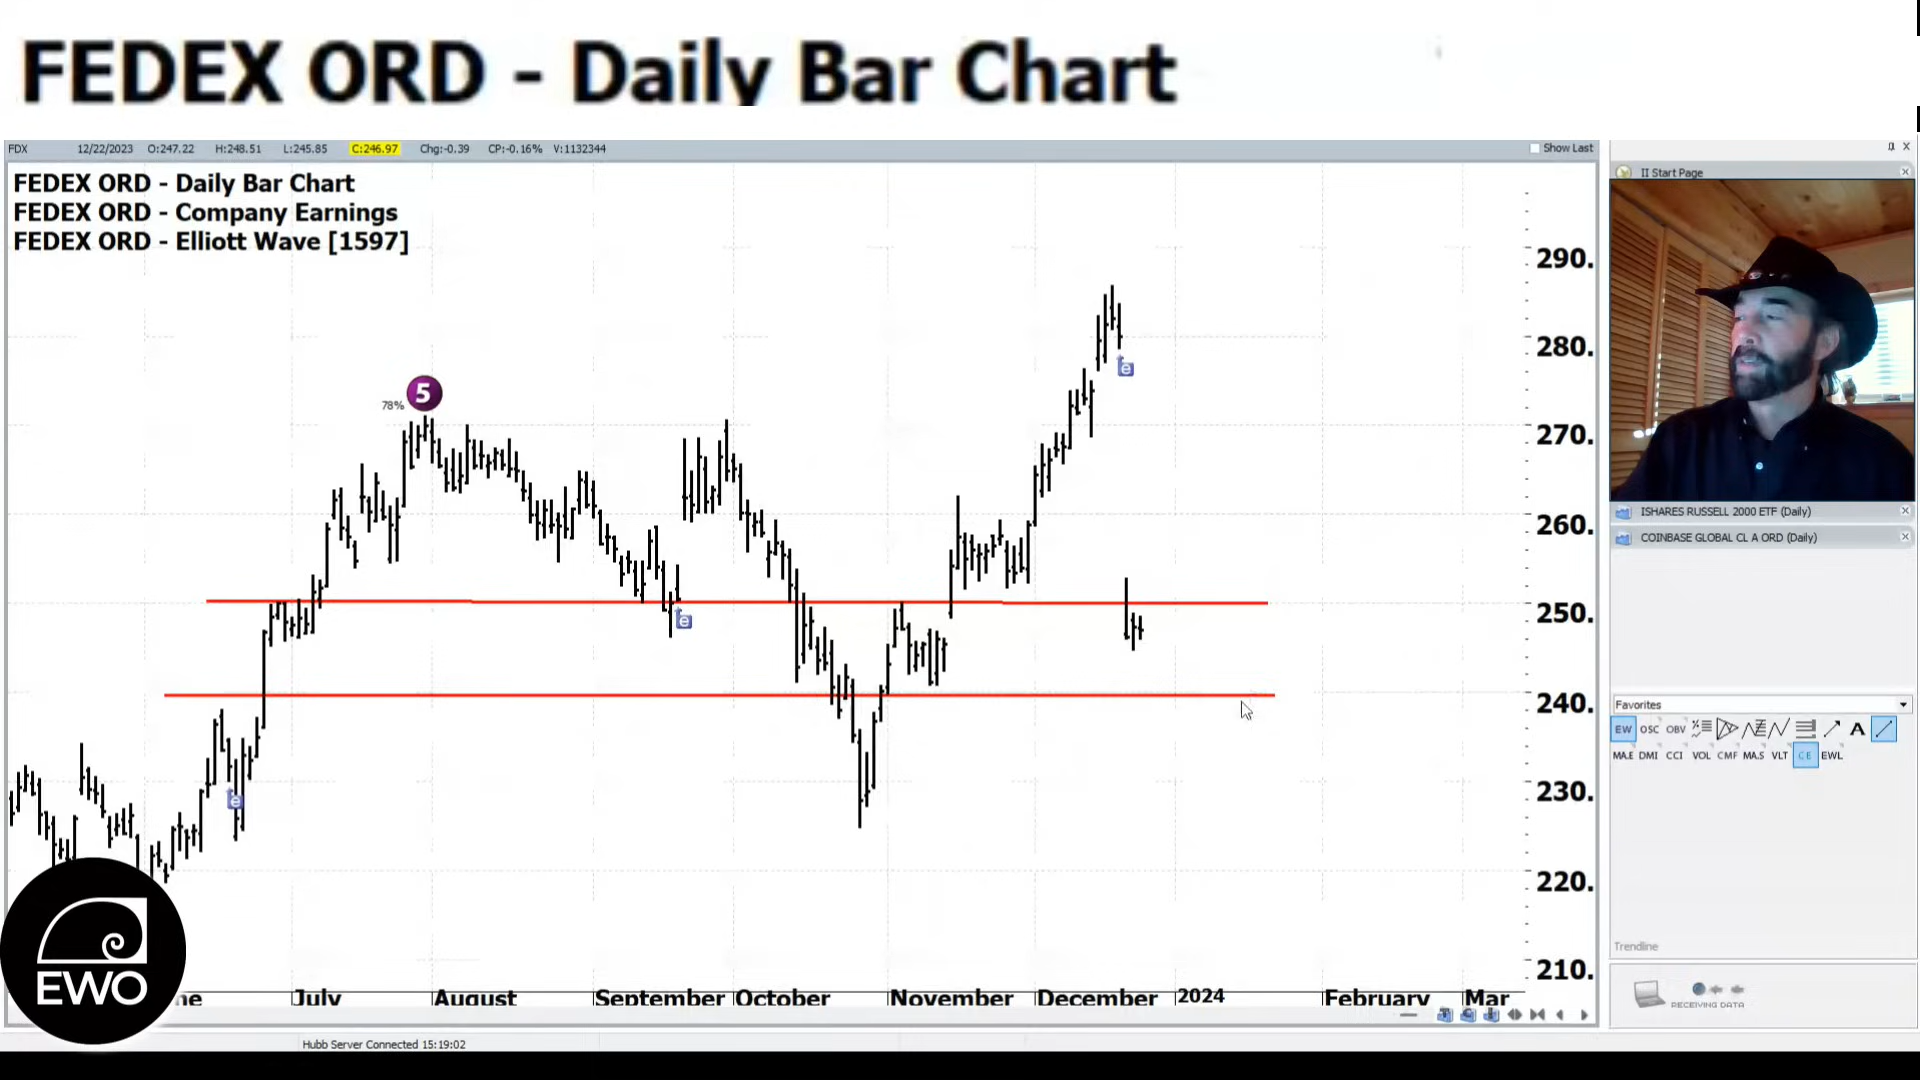 FEDEX ORD - Daily Bar Chart
FDX 12/22/2023 O:247.22 H:248.51 L:245.85 C:246.97 Chg:-0.39 CP:-0.16% V:1132344 Show Last
FEDEX ORD - Daily Bar Chart
FEDEX ORD - Company Earnings
FEDEX ORD - Elliott Wave [1597]
II Start Page
290.
280.
e
5
78%
270.
ISHARES RUSSELL 2000 ETF (Daily)
260.
COINBASE GLOBAL CL A ORD (Daily)
250.
e
240.
Favorites
EW OSC OBV A
MAE DMI CCI VOL CMF MA.S VLT CE EWL
230.
e
220.
Trendline
210.
EWO
ne July August September October November December 2024 February Mar
RECEIVING DATA
Hubb Server Connected 15:19:02